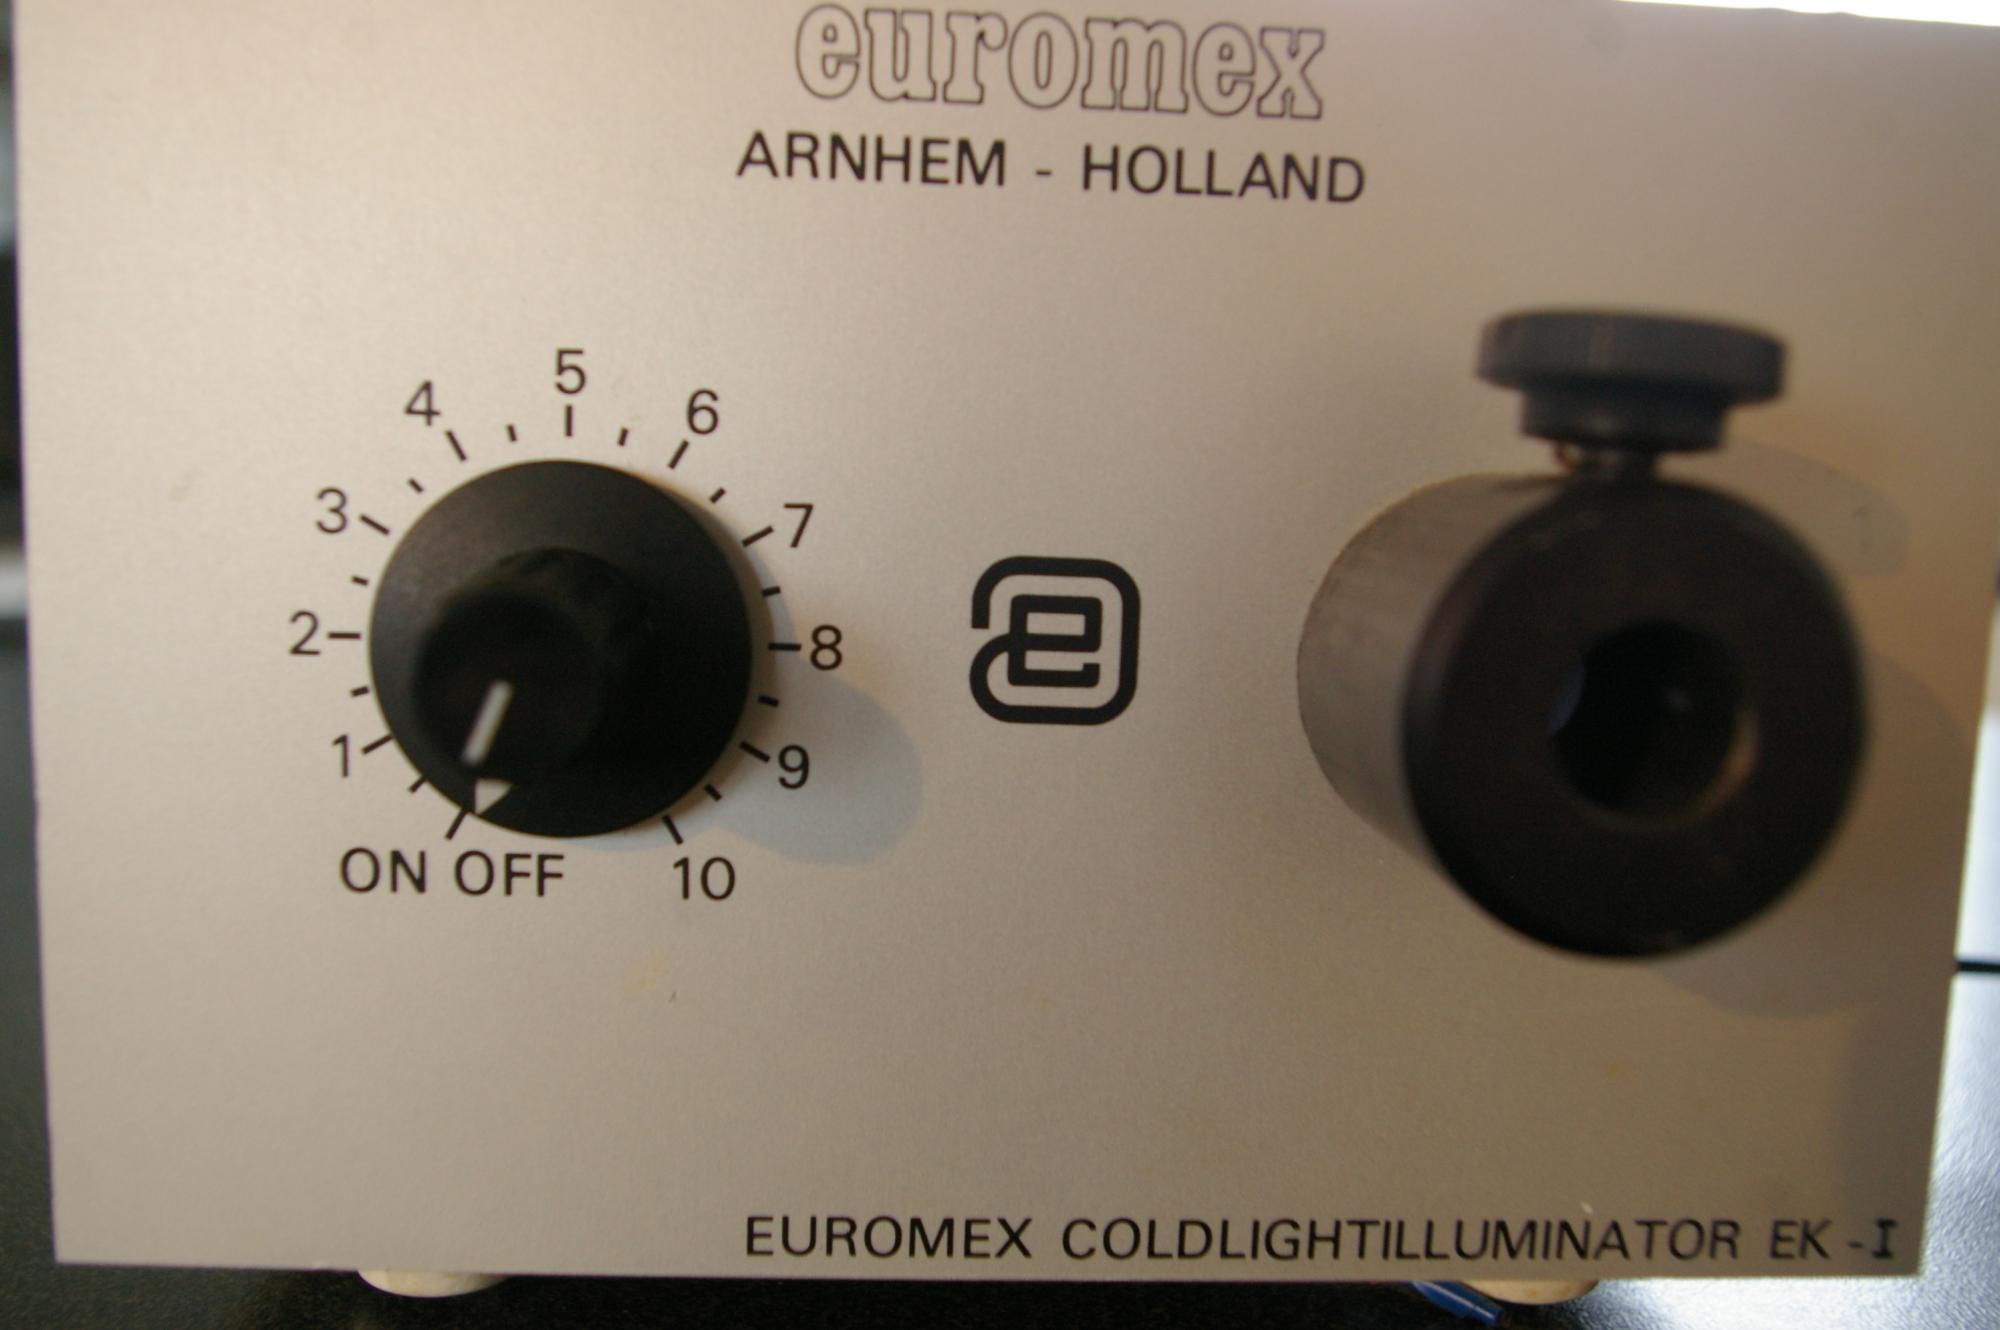 euromex
ARNHEM - HOLLAND
5
4
6
3
7
2
8
1
9
ON OFF
10
e
EUROMEX COLDLIGHTILLUMINATOR EK - I